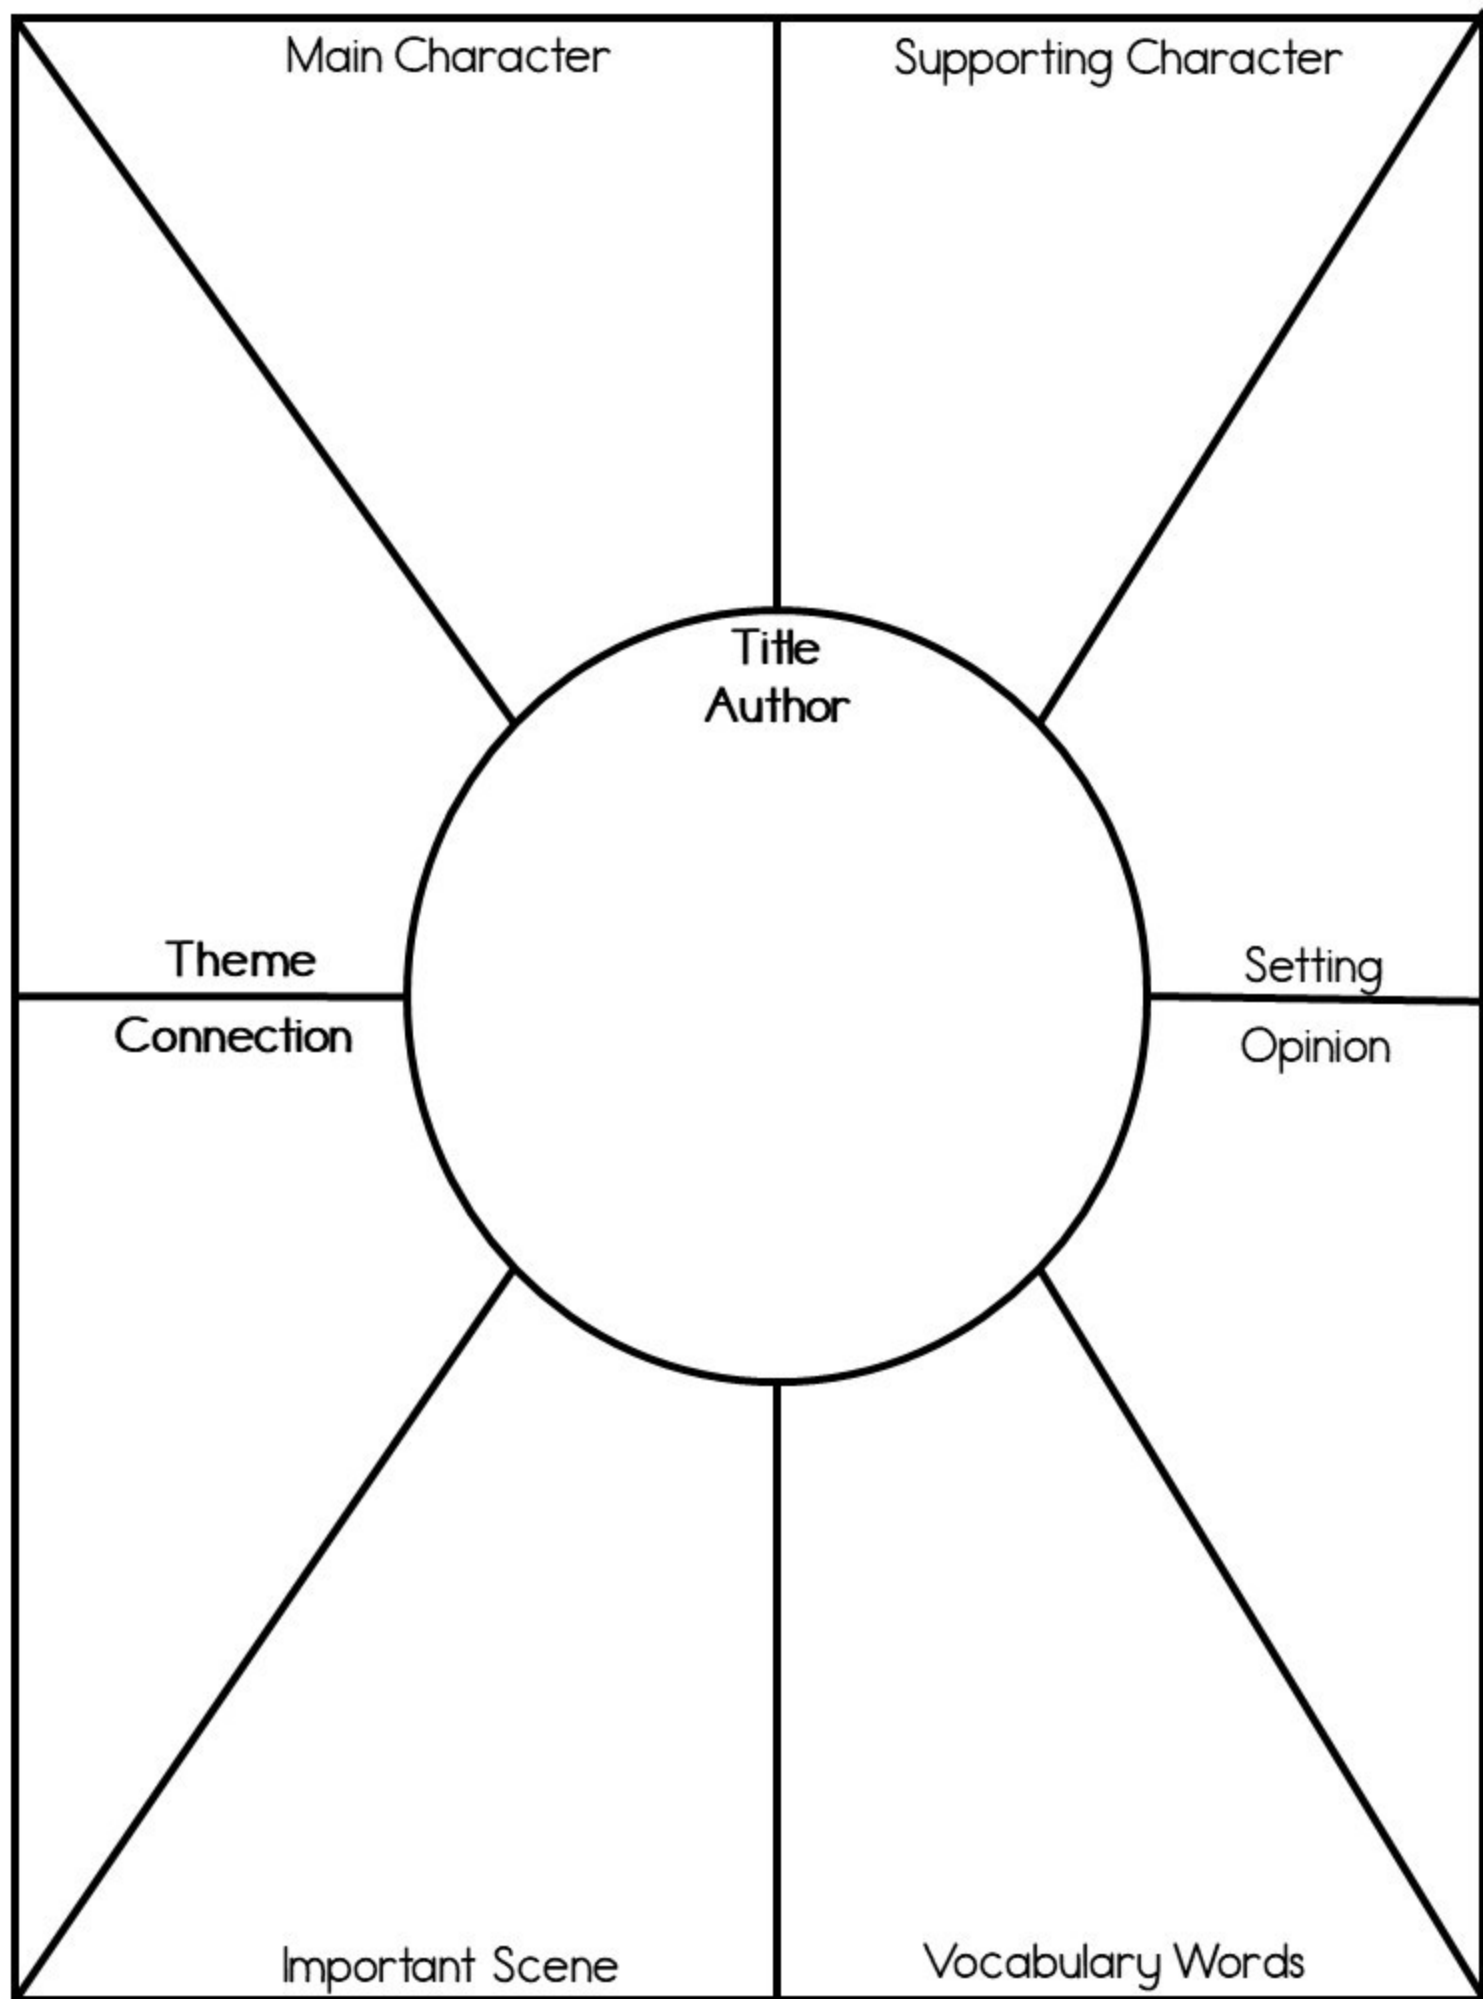 Main Character
Supporting Character
Title
Author
Theme
Setting
Connection
Opinion
Important Scene
Vocabulary Words